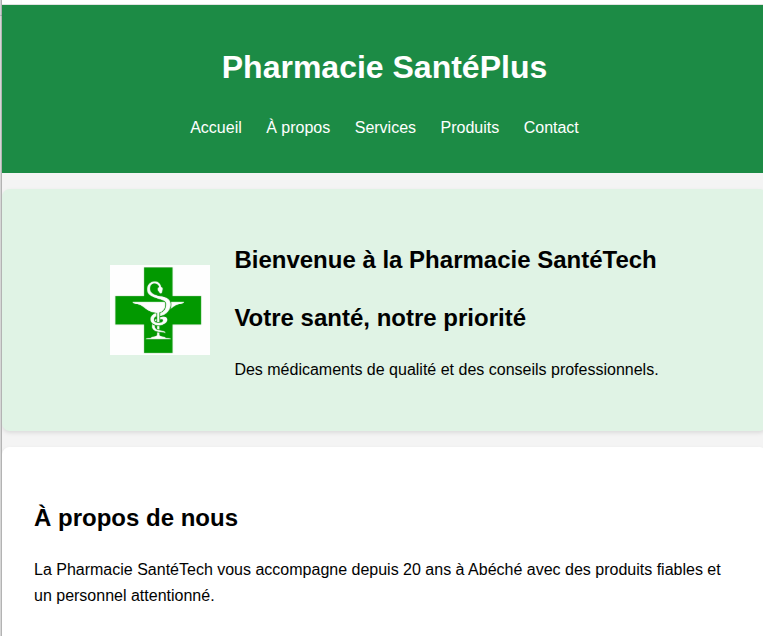 Pharmacie SantéPlus
Accueil À propos Services Produits Contact
Bienvenue à la Pharmacie SantéTech
Votre santé, notre priorité
Des médicaments de qualité et des conseils professionnels.
À propos de nous
La Pharmacie SantéTech vous accompagne depuis 20 ans à Abéché avec des produits fiables et
un personnel attentionné.